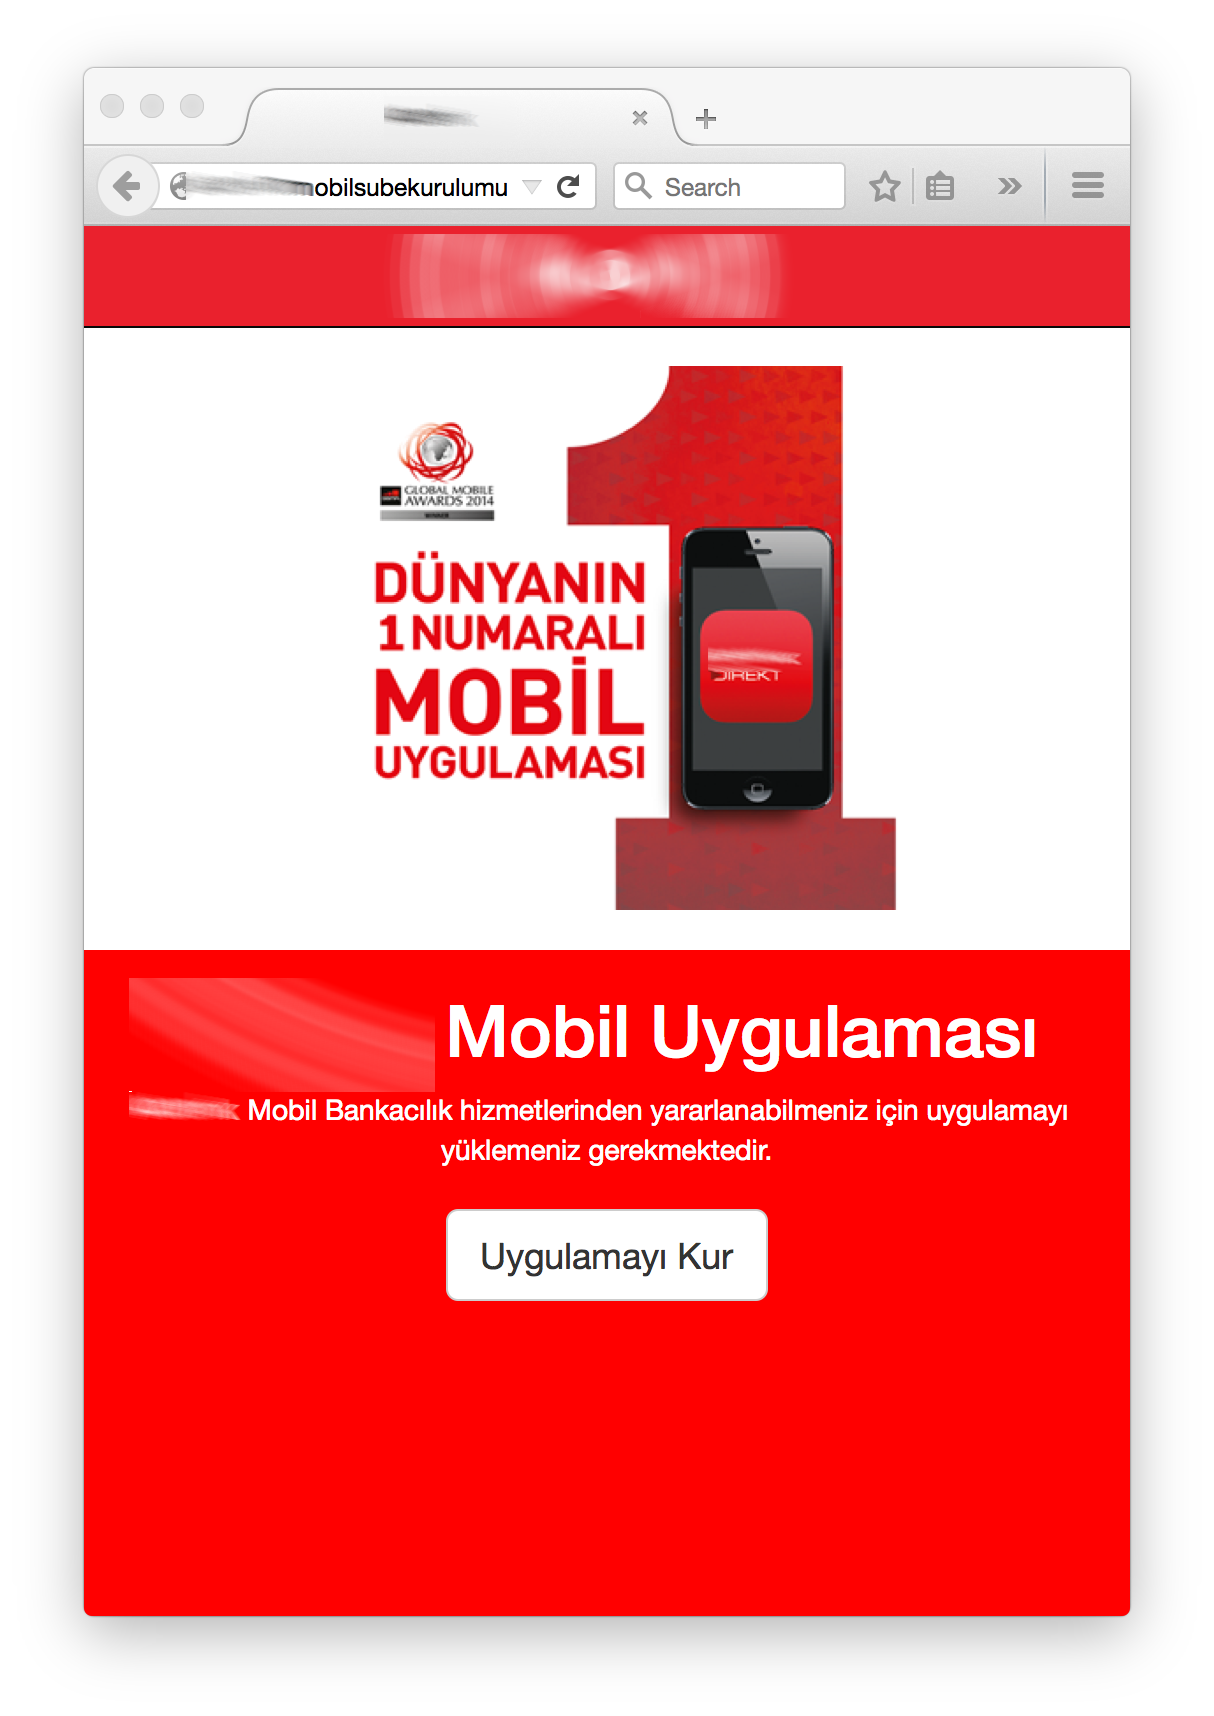 obilsubekurulumu
Search
GLOBAL MOBILE
AWARDS 2014
DÜNYANIN
1 NUMARALI
MOBİL
UYGULAMASI
DIREKT
Mobil Uygulaması
Mobil Bankacılık hizmetlerinden yararlanabilmeniz için uygulamayı
yüklemeniz gerekmektedir.
Uygulamayı Kur